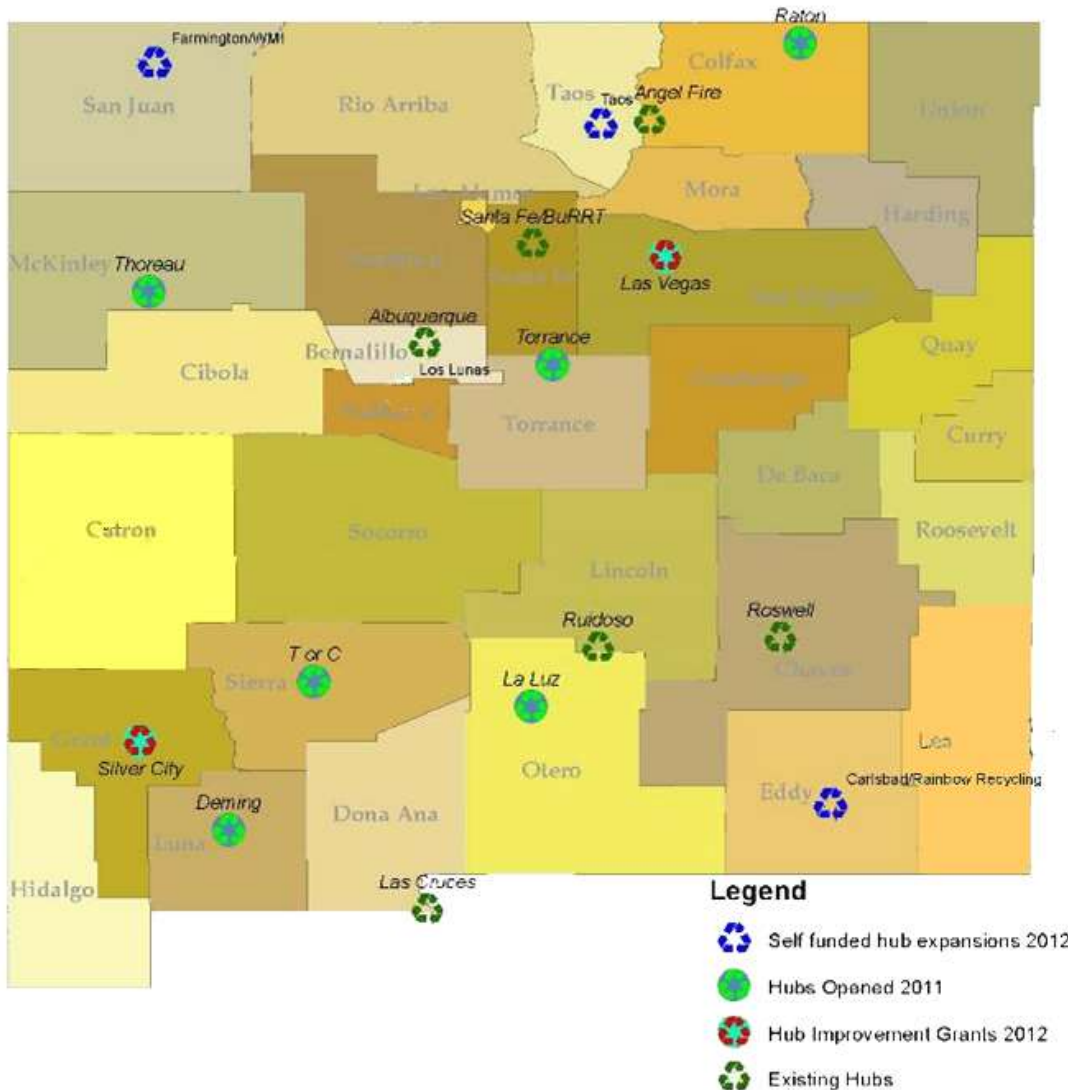 Raton
Farmington/WMI
Colfax
San Juan
Rio Arriba
Taos
Taos
Angel Fire
Union
Mora
Harding
Santa Fe/BuRRT
McKinley
Thoreau
Las Vegas
Albuquerque
Torrance
Bernalillo
Los Lunas
Quay
Cibola
Torrance
Curry
De Baca
Catron
Socorro
Roosevelt
Lincoln
Ruidoso
Roswell
T or C
Chaves
Sierra
La Luz
Grant
Lea
Silver City
Otero
Carlsbad/Rainbow Recycling
Eddy
Deming
Dona Ana
Luna
Hidalgo
Las Cruces
Legend
Self funded hub expansions 2012
Hubs Opened 2011
Hub Improvement Grants 2012
Existing Hubs